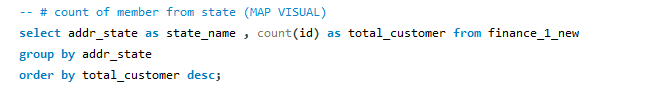 -- # count of member from state (MAP VISUAL)
select addr_state as state_name , count(id) as total_customer from finance_1_new
group by addr_state
order by total_customer desc;